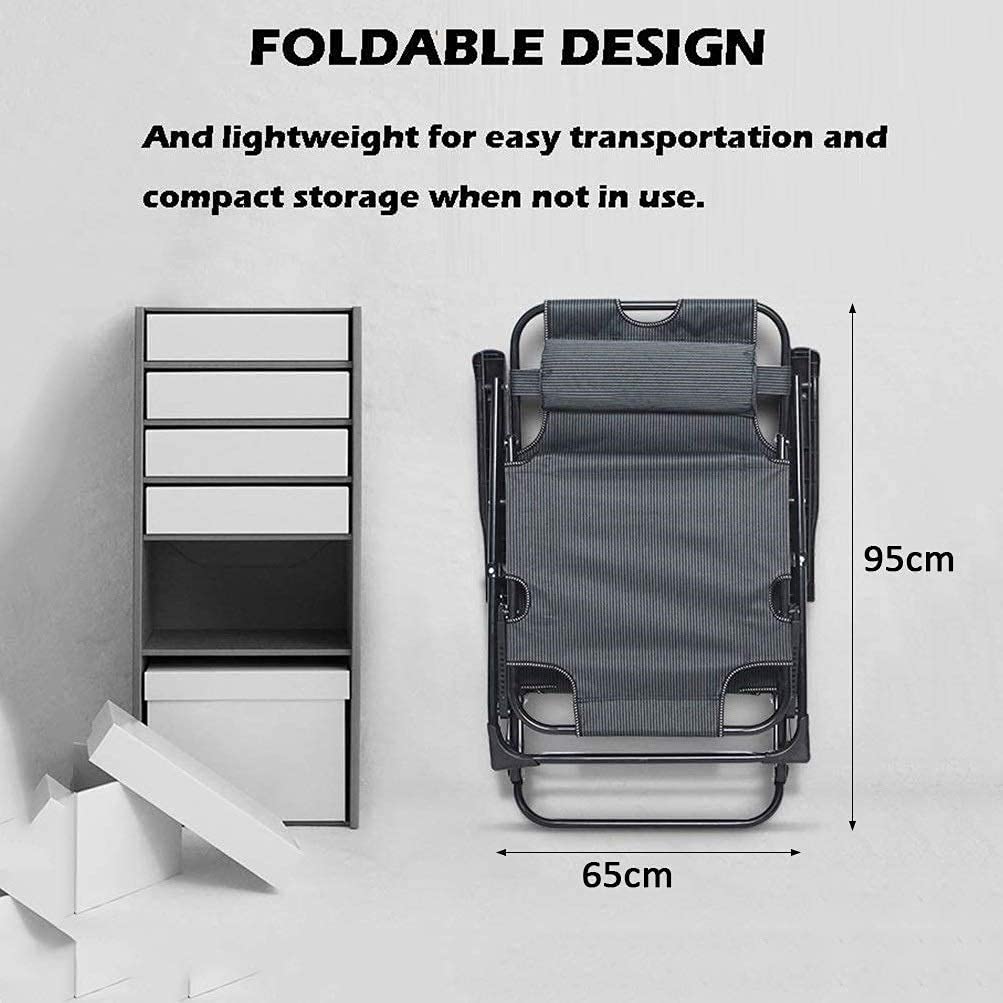 FOLDABLE DESIGN
And lightweight for easy transportation and
compact storage when not in use.
95cm
65cm